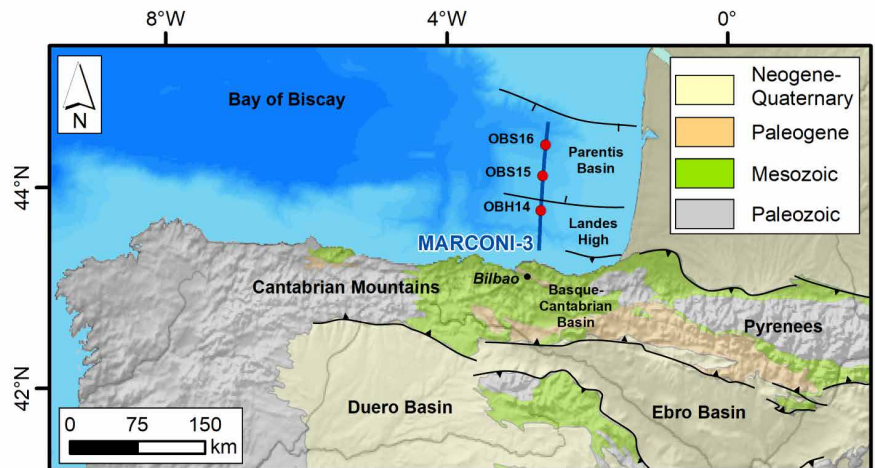 8°W
4°W
0°
Bay of Biscay
N
Neogene-
Quaternary
Paleogene
Mesozoic
Paleozoic
OBS16
Parentis
Basin
OBS15
44°N
OBH14
Landes
High
MARCONI-3
Bilbao
Cantabrian Mountains
Basque-
Cantabrian
Basin
Pyrenees
42°N
Duero Basin
Ebro Basin
0 75 150
km